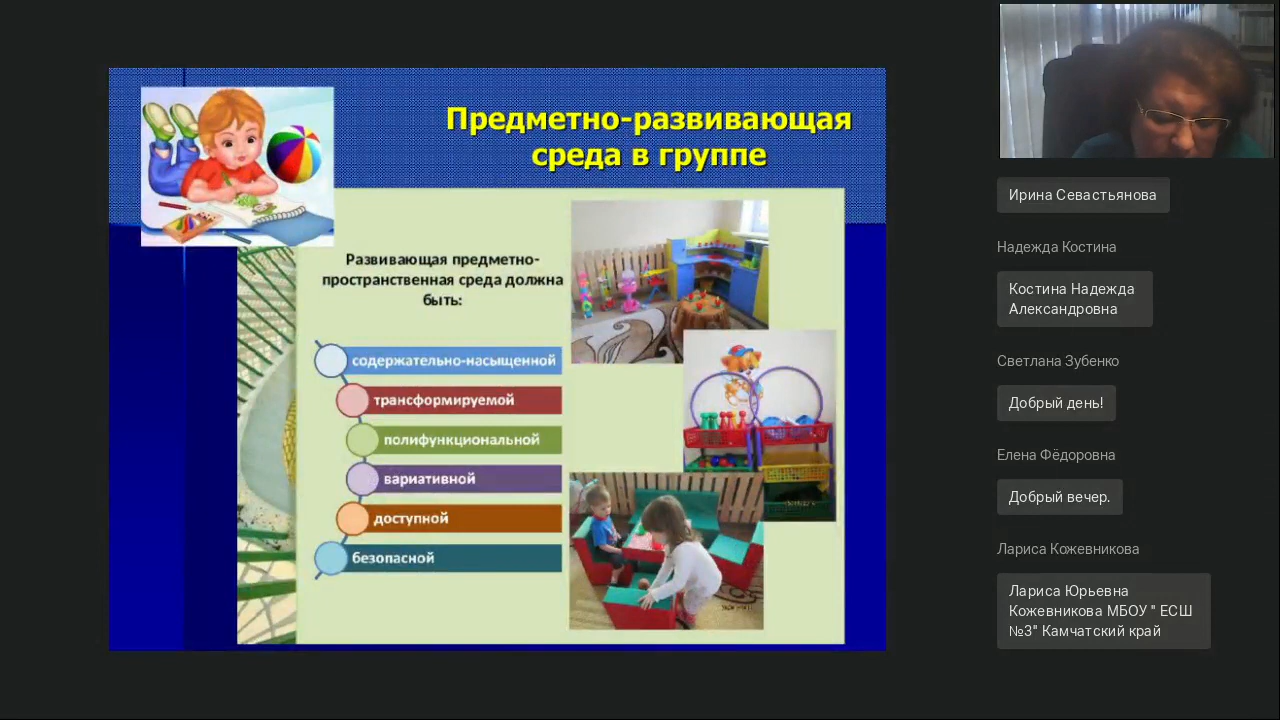 Предметно-развивающая
среда в группе
Развивающая предметно-
пространственная среда должна
быть:
содержательно-насыщенной
трансформируемой
полифункциональной
вариативной
доступной
безопасной
Ирина Севастьянова
Надежда Костина
Костина Надежда
Александровна
Светлана Зубенко
Добрый день!
Елена Фёдоровна
Добрый вечер.
Лариса Кожевникова
Лариса Юрьевна
Кожевникова МБОУ " ЕСШ
№3" Камчатский край